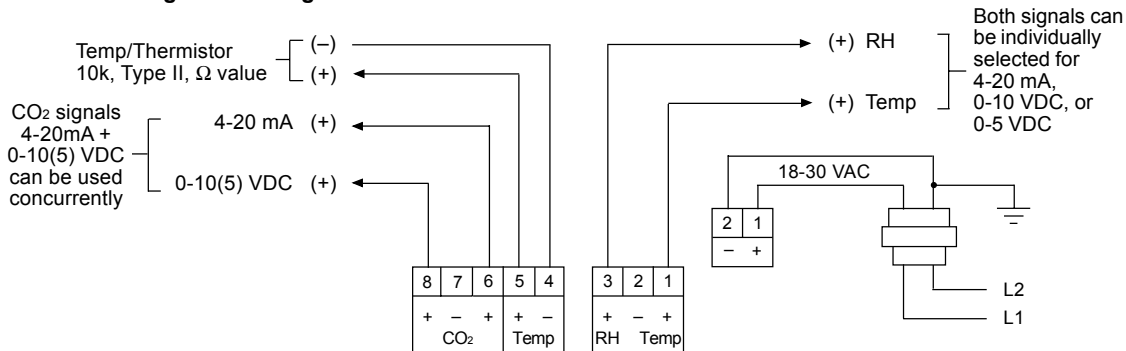 Temp/Thermistor
10k, Type II, Ω value
(–)
(+)
CO2 signals
4-20mA +
0-10(5) VDC
can be used
concurrently
4-20 mA (+)
0-10(5) VDC (+)
(+) RH
(+) Temp
Both signals can
be individually
selected for
4-20 mA,
0-10 VDC, or
0-5 VDC
18-30 VAC
2 1
– +
L2
L1
8 7 6 5 4
+ – + + –
CO2 Temp
3 2 1
+ – +
RH Temp